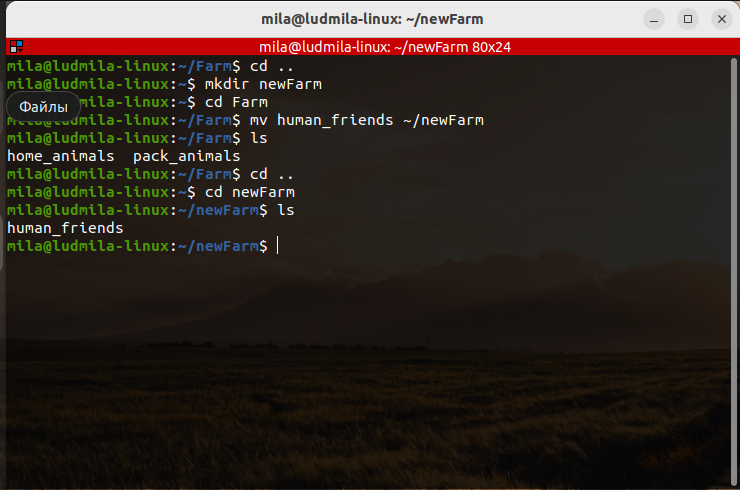 mila@ludmila-linux: ~/newFarm
mila@ludmila-linux: ~/newFarm 80x24
mila@ludmila-linux:~/Farm$ cd ..
mila@ludmila-linux:~$ mkdir newFarm
Файлы
@ludmila-linux:~$ cd Farm
mila@ludmila-linux:~/Farm$ mv human_friends ~/newFarm
mila@ludmila-linux:~/Farm$ ls
home_animals  pack_animals
mila@ludmila-linux:~/Farm$ cd ..
mila@ludmila-linux:~$ cd newFarm
mila@ludmila-linux:~/newFarm$ ls
human_friends
mila@ludmila-linux:~/newFarm$